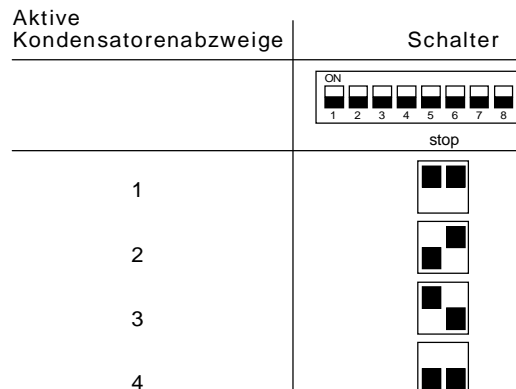 Aktive
Kondensatorenabzweige
Schalter
ON
1 2 3 4 5 6 7 8
stop
1
2
3
4